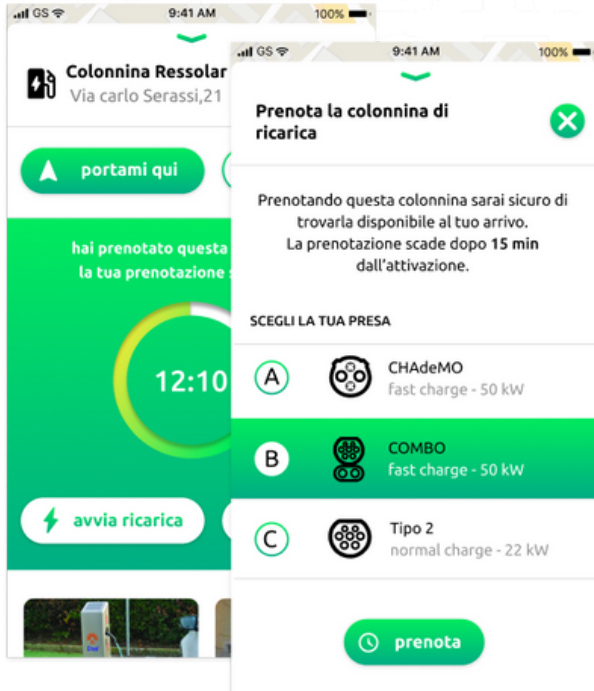 GS 9:41 AM 100%
Colonnina Ressolar
Via carlo Serassi,21
portami qui
hai prenotato questa
la tua prenotazione
12:10
avvia ricarica
GS 9:41 AM 100%
Prenota la colonnina di
ricarica
Prenotando questa colonnina sarai sicuro di
trovarla disponibile al tuo arrivo.
La prenotazione scade dopo 15 min
dall'attivazione.
SCEGLI LA TUA PRESA
A CHAdeMO
fast charge - 50 kW
B COMBO
fast charge - 50 kW
C Tipo 2
normal charge - 22 kW
prenota